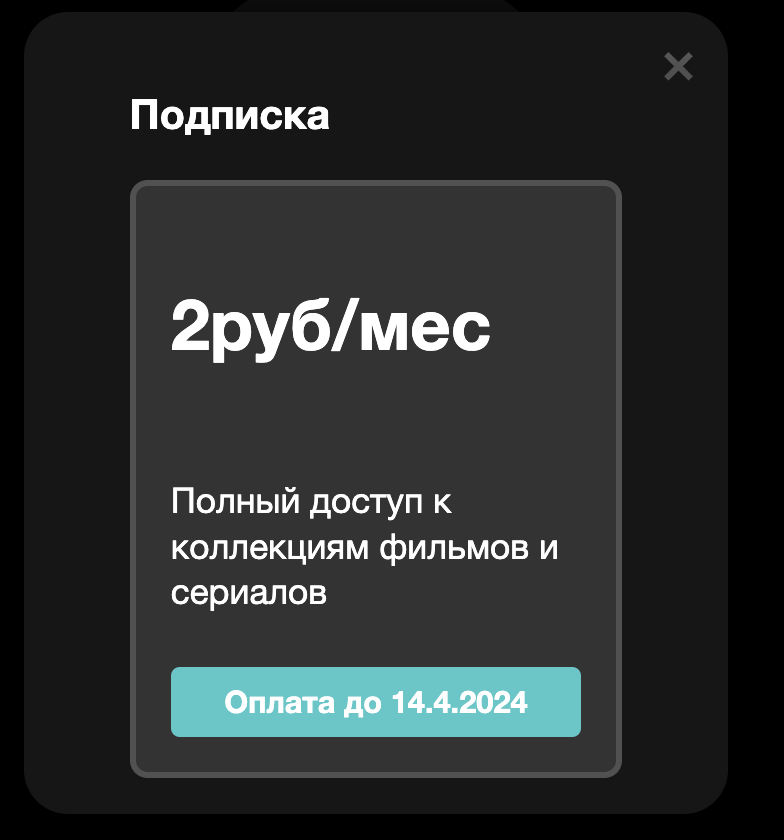 Подписка
2руб/мес
Полный доступ к
коллекциям фильмов и
сериалов
Оплата до 14.4.2024